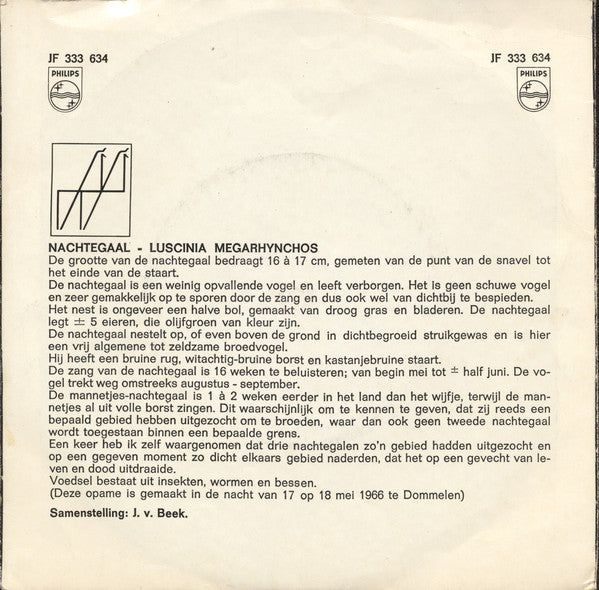 JF 333 634 JF 333 634
PHILIPS PHILIPS
NACHTEGAAL - LUSCINIA MEGARHYNCHOS
De grootte van de nachtegaal bedraagt 16 à 17 cm, gemeten van de punt van de snavel tot
het einde van de staart.
De nachtegaal is een weinig opvallende vogel en leeft verborgen. Het is geen schuwe vogel
en zeer gemakkelijk op te sporen door de zang en dus ook wel van dichtbij te bespieden.
Het nest is ongeveer een halve bol, gemaakt van droog gras en bladeren. De nachtegaal
legt ± 5 eieren, die olijfgroen van kleur zijn.
De nachtegaal nestelt op, of even boven de grond in dichtbegroeid struikgewas en is hier
een vrij algemene tot zeldzame broedvogel.
Hij heeft een bruine rug, witachtig-bruine borst en kastanjebruine staart.
De zang van de nachtegaal is 16 weken te beluisteren; van begin mei tot ± half juni. De vo-
gel trekt weg omstreeks augustus - september.
De mannetjes-nachtegaal is 1 à 2 weken eerder in het land dan het wijfje, terwijl de man-
netjes al uit volle borst zingen. Dit waarschijnlijk om te kennen te geven, dat zij reeds een
bepaald gebied hebben uitgezocht om te broeden, waar dan ook geen tweede nachtegaal
wordt toegestaan binnen een bepaalde grens.
Een keer heb ik zelf waargenomen dat drie nachtegalen zo'n gebied hadden uitgezocht en
op een gegeven moment zo dicht elkaars gebied naderden, dat het op een gevecht van le-
ven en dood uitdraaide.
Voedsel bestaat uit insekten, wormen en bessen.
(Deze opame is gemaakt in de nacht van 17 op 18 mei 1966 te Dommelen)
Samenstelling: J. v. Beek.